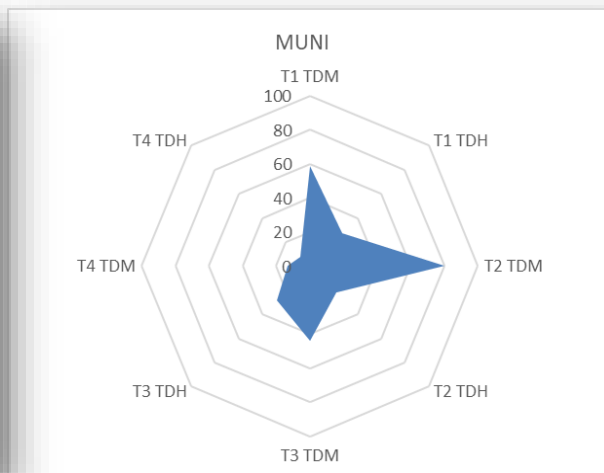 MUNI
T1 TDM
100
80
60
40
20
0
T4 TDH
T1 TDH
T4 TDM
T2 TDM
T3 TDH
T2 TDH
T3 TDM